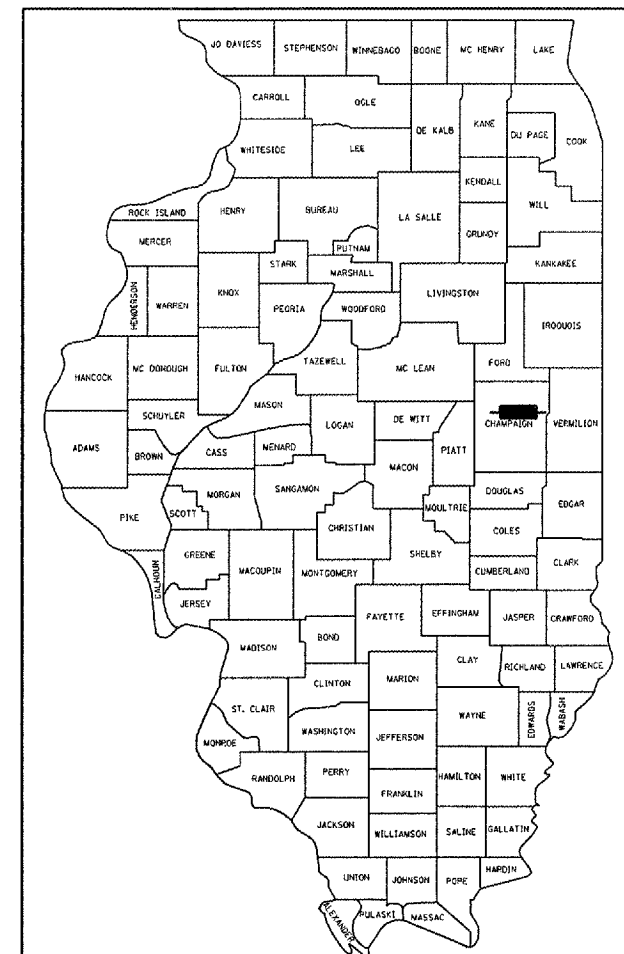 JO DAVIESS STEPHENSON WINNEBAGO BOONE MC HENRY LAKE
CARROLL OGLE DE KALB KANE DU PAGE COOK
WHITESIDE LEE KENDALL WILL
ROCK ISLAND HENRY BUREAU LA SALLE GRUNDY
MERCER PUTNAM KANKAKEE
STARK MARSHALL
HENDERSON WARREN KNOX PEORIA WOODFORD LIVINGSTON IROQUOIS
HANCOCK MC DONOUGH FULTON TAZEWELL MC LEAN FORD
SCHUYLER MASON LOGAN DE WITT CHAMPAIGN VERMILION
ADAMS BROWN CASS MENARD MACON PIATT
MORGAN SANGAMON DOUGLAS EDGAR
PIKE SCOTT CHRISTIAN MOULTRIE COLES
GREENE MACOUPIN MONTGOMERY SHELBY CUMBERLAND CLARK
CALHOUN JERSEY FAYETTE EFFINGHAM JASPER CRAWFORD
MADISON BOND CLAY RICHLAND LAWRENCE
CLINTON MARION
ST. CLAIR WASHINGTON JEFFERSON WAYNE EDWARDS WABASH
MONROE PERRY HAMILTON WHITE
RANDOLPH FRANKLIN
JACKSON WILLIAMSON SALINE GALLATIN
UNION JOHNSON POPE HARDIN
ALEXANDER PULASKI MASSAC